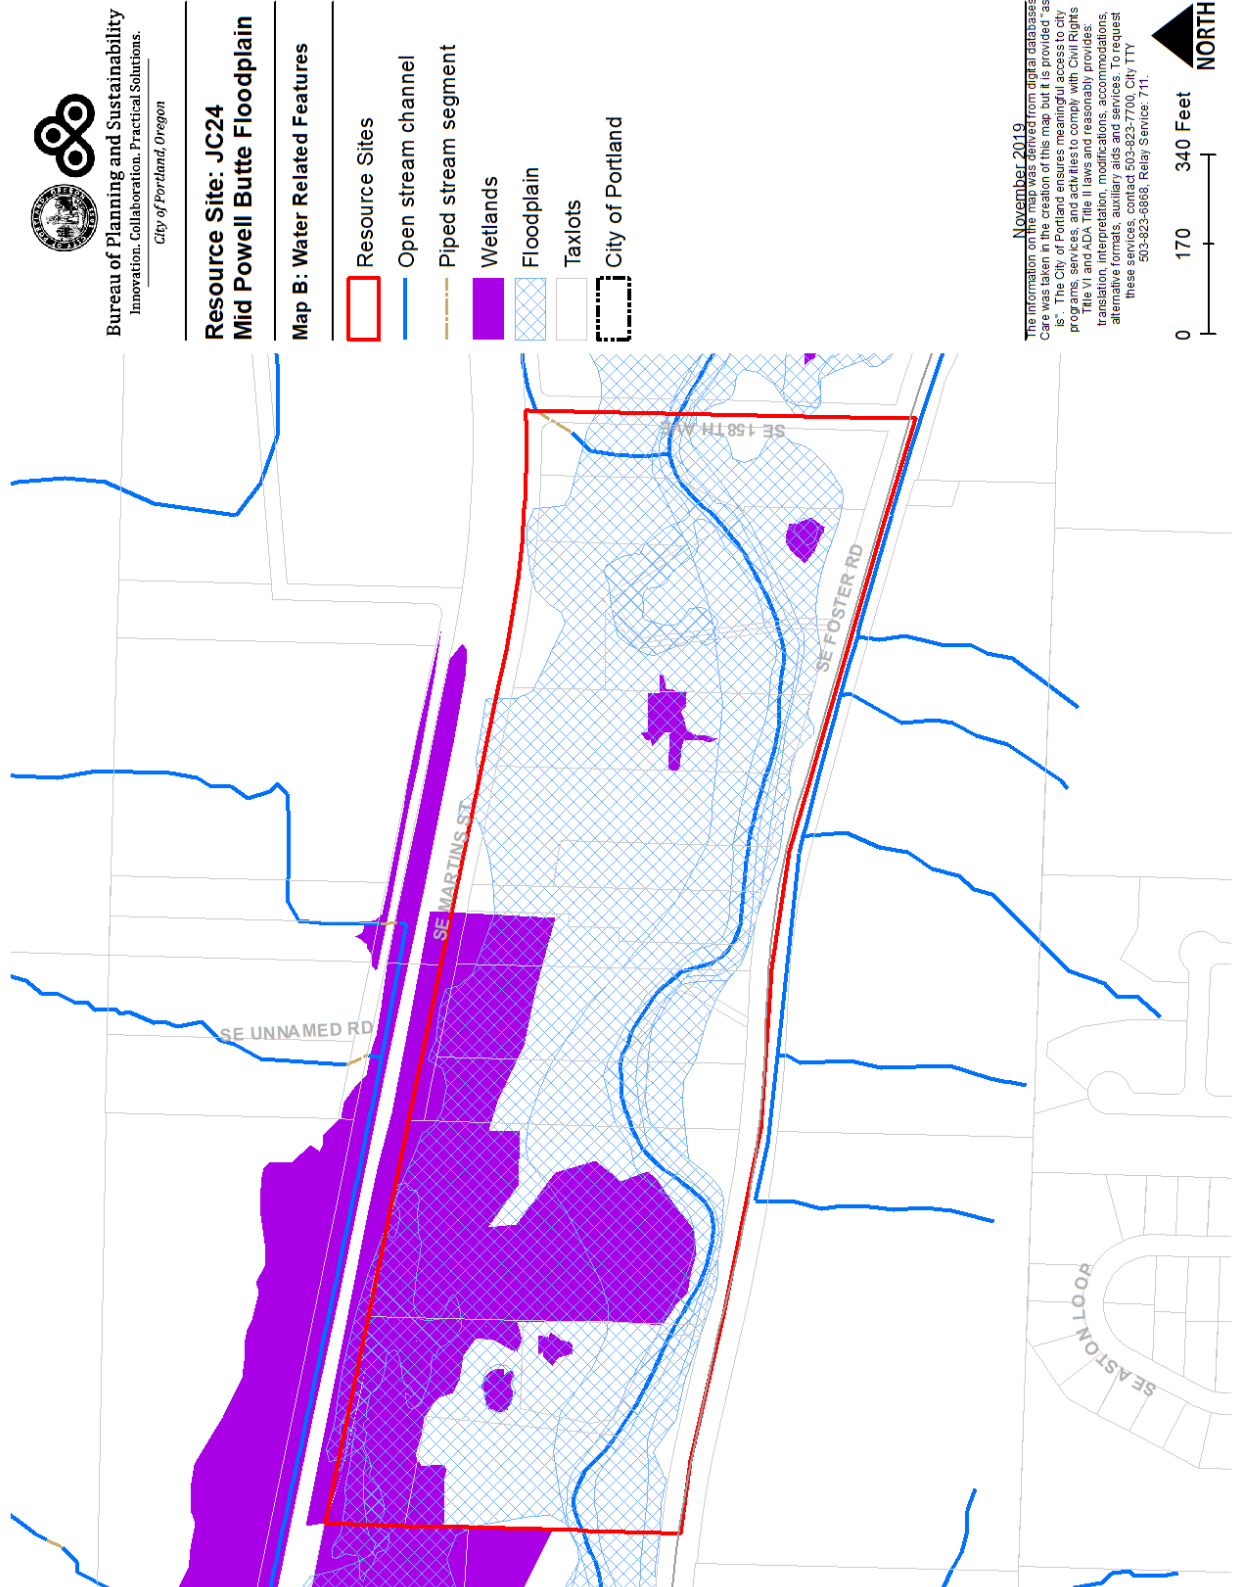 Bureau of Planning and Sustainability
Innovation. Collaboration. Practical Solutions.
City of Portland, Oregon
Resource Site: JC24
Mid Powell Butte Floodplain
Map B: Water Related Features
Resource Sites
Open stream channel
Piped stream segment
Wetlands
Floodplain
Taxlots
City of Portland
November 2019
The information on the map was derived from digital databases
Care was taken in the creation of this map but it is provided "as
is". The City of Portland ensures meaningful access to city
programs, services, and activities to comply with Civil Rights
Title VI and ADA Title II laws and reasonably provides:
translation, interpretation, modifications, accommodations,
alternative formats, auxiliary aids and services. To request
these services, contact 503-823-7700, City TTY
503-823-6868, Relay Service: 711.
0 170 340 Feet
NORTH
SE 158TH AVE
SE FOSTER RD
SE MARTINS ST
SE UNNAMED RD
SE ASTON LOOP